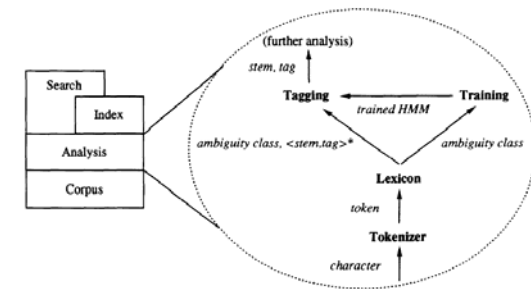 Search
Index
Analysis
Corpus
(further analysis)
stem, tag
Tagging
Training
trained HMM
ambiguity class, <stem,tag>*
ambiguity class
Lexicon
token
Tokenizer
character